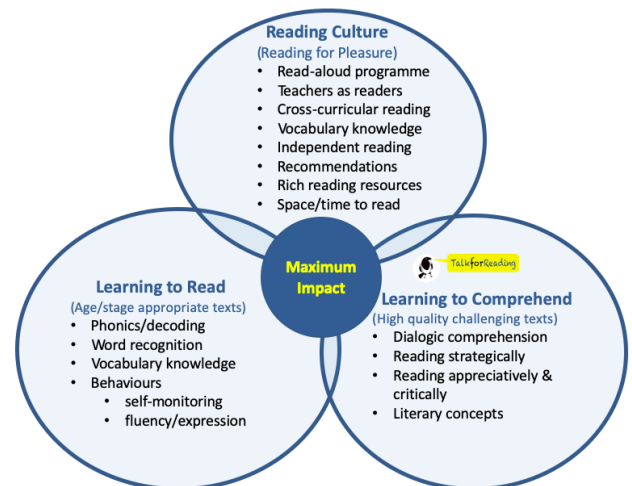 Reading Culture
(Reading for Pleasure)
• Read-aloud programme
• Teachers as readers
• Cross-curricular reading
• Vocabulary knowledge
• Independent reading
• Recommendations
• Rich reading resources
• Space/time to read
Maximum
Impact
Learning to Read
(Age/stage appropriate texts)
• Phonics/decoding
• Word recognition
• Vocabulary knowledge
• Behaviours
• self-monitoring
• fluency/expression
TalkforReading
Learning to Comprehend
(High quality challenging texts)
• Dialogic comprehension
• Reading strategically
• Reading appreciatively &
critically
• Literary concepts